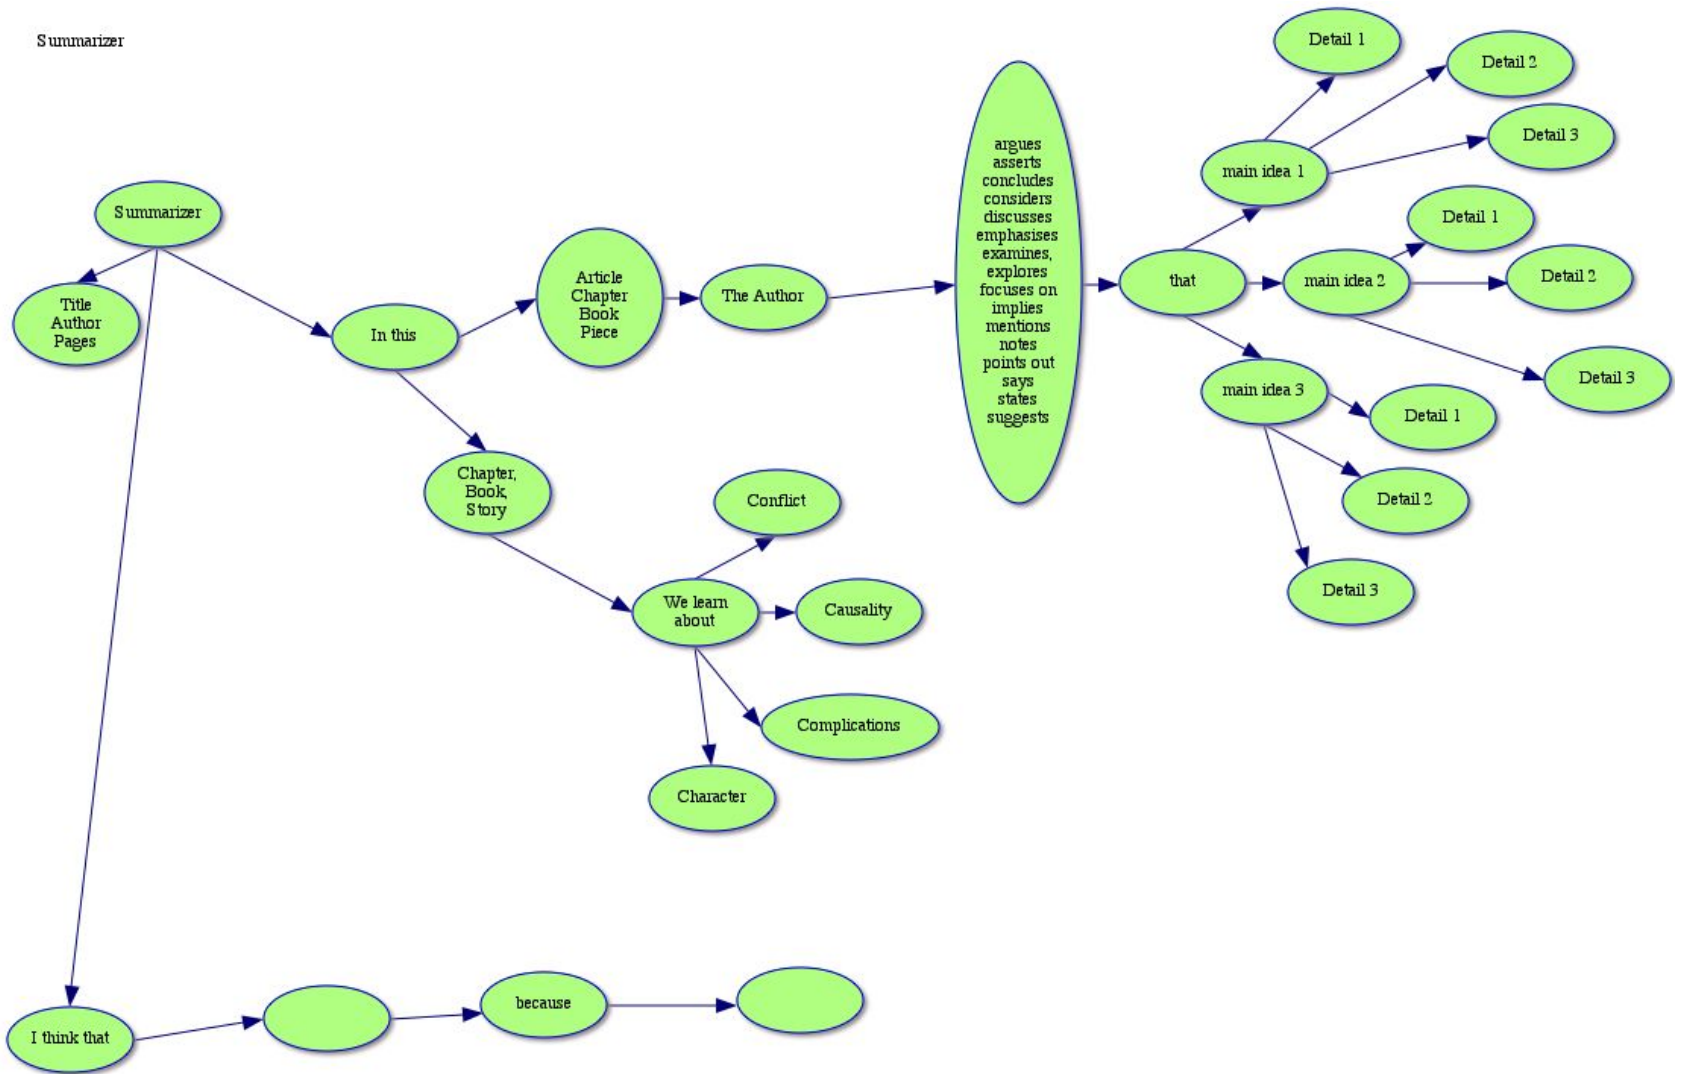 Summarizer
Summarizer
Title
Author
Pages
In this
Article
Chapter
Book
Piece
The Author
argues
asserts
concludes
considers
discusses
emphasises
examines,
explores
focuses on
implies
mentions
notes
points out
says
states
suggests
that
main idea 1
Detail 1
Detail 2
Detail 3
main idea 2
Detail 1
Detail 2
Detail 3
main idea 3
Detail 1
Detail 2
Detail 3
Chapter,
Book,
Story
We learn
about
Conflict
Causality
Complications
Character
I think that
because